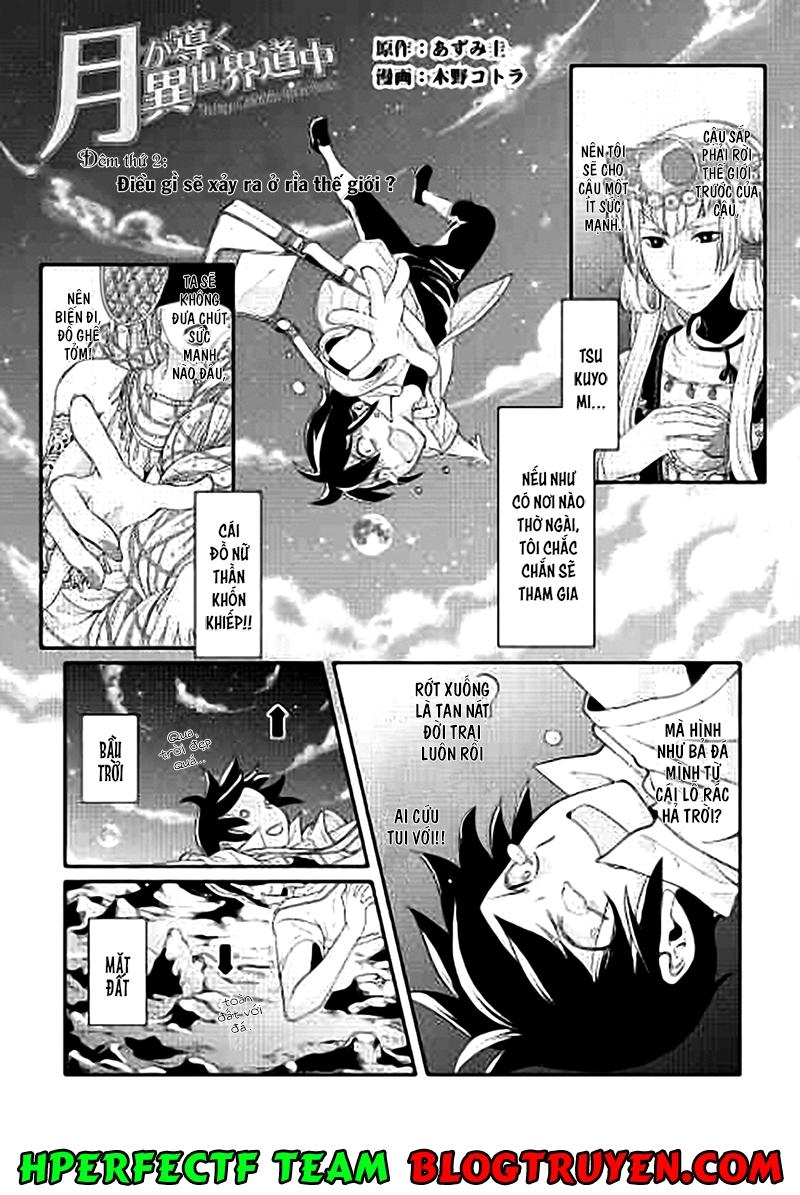 月が導く
異世界道中
原作：あずみ圭
漫画：木野コトラ
Đêm thứ 2:
Điều gì sẽ xảy ra ở rìa thế giới ?
CẬU SẮP
PHẢI RỜI
THẾ GIỚI
TRƯỚC CỦA
CẬU,
NÊN TÔI
SẼ CHO
CẬU MỘT
ÍT SỨC
MẠNH.
TSU
KUYO
MI...
NẾU NHƯ
CÓ NƠI NÀO
THỜ NGÀI,
TÔI CHẮC
CHẮN SẼ
THAM GIA
TA SẼ
KHÔNG
ĐƯA CHÚT
SỨC
MẠNH
NÀO ĐÂU,
NÊN
BIẾN ĐI,
ĐỒ GHÊ
TỞM!
CÁI
ĐỒ NỮ
THẦN
KHỐN
KHIẾP!!
MÀ HÌNH
NHƯ BẢ ĐÁ
MÌNH TỪ
CÁI LỖ RÁC
HẢ TRỜI?
RỚT XUỐNG
LÀ TAN NÁT
ĐỜI TRAI
LUÔN RỒI
AI CỨU
TUI VỚI!!
BẦU
TRỜI
Qua,
trời đẹp
quá...
MẶT
ĐẤT
toàn
đất với
đá.
HPERFECTF TEAM BLOGTRUYEN.COM